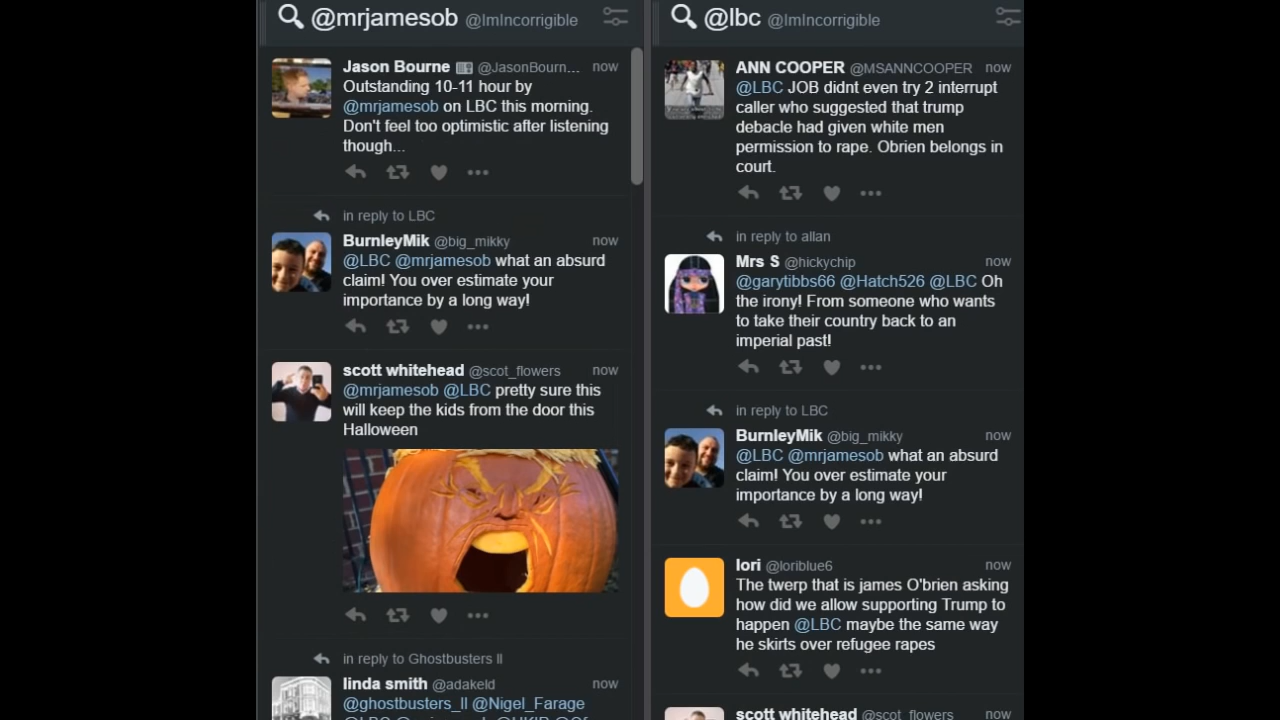 @mrjamesob @ImIncorrigible
Jason Bourne @JasonBourn... now
Outstanding 10-11 hour by
@mrjamesob on LBC this morning.
Don't feel too optimistic after listening
though...
in reply to LBC
BurnleyMik @big_mikky now
@LBC @mrjamesob what an absurd
claim! You over estimate your
importance by a long way!
scott whitehead @scot_flowers now
@mrjamesob @LBC pretty sure this
will keep the kids from the door this
Halloween
in reply to Ghostbusters ll
linda smith @adakeld now
@ghostbusters_ll @Nigel_Farage
@lbc @ImIncorrigible
ANN COOPER @MSANNCOOPER now
@LBC JOB didnt even try 2 interrupt
caller who suggested that trump
debacle had given white men
permission to rape. Obrien belongs in
court.
in reply to allan
Mrs S @hickychip now
@garytibbs66 @Hatch526 @LBC Oh
the irony! From someone who wants
to take their country back to an
imperial past!
in reply to LBC
BurnleyMik @big_mikky now
@LBC @mrjamesob what an absurd
claim! You over estimate your
importance by a long way!
lori @loriblue6 now
The twerp that is james O'brien asking
how did we allow supporting Trump to
happen @LBC maybe the same way
he skirts over refugee rapes
scott whitehead @scot_flowers now